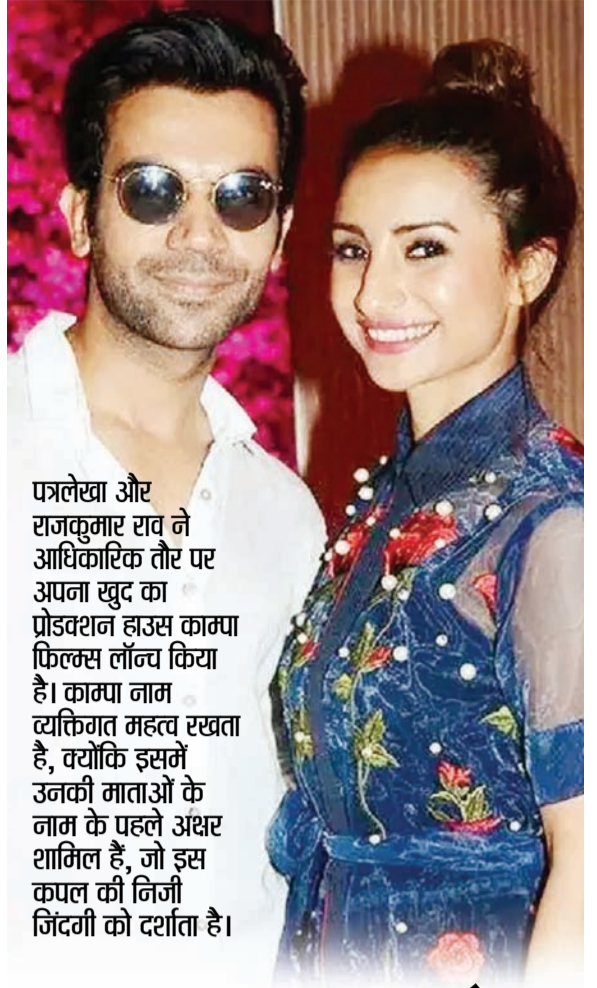 पत्रलेखा और
राजकुमार राव ने
आधिकारिक तौर पर
अपना खुद का
प्रोडक्शन हाउस काम्पा
फिल्म्स लॉन्च किया
है। काम्पा नाम
व्यक्तिगत महत्व रखता
है, क्योंकि इसमें
उनकी माताओं के
नाम के पहले अक्षर
शामिल हैं, जो इस
कपल की निजी
जिंदगी को दर्शाता है।